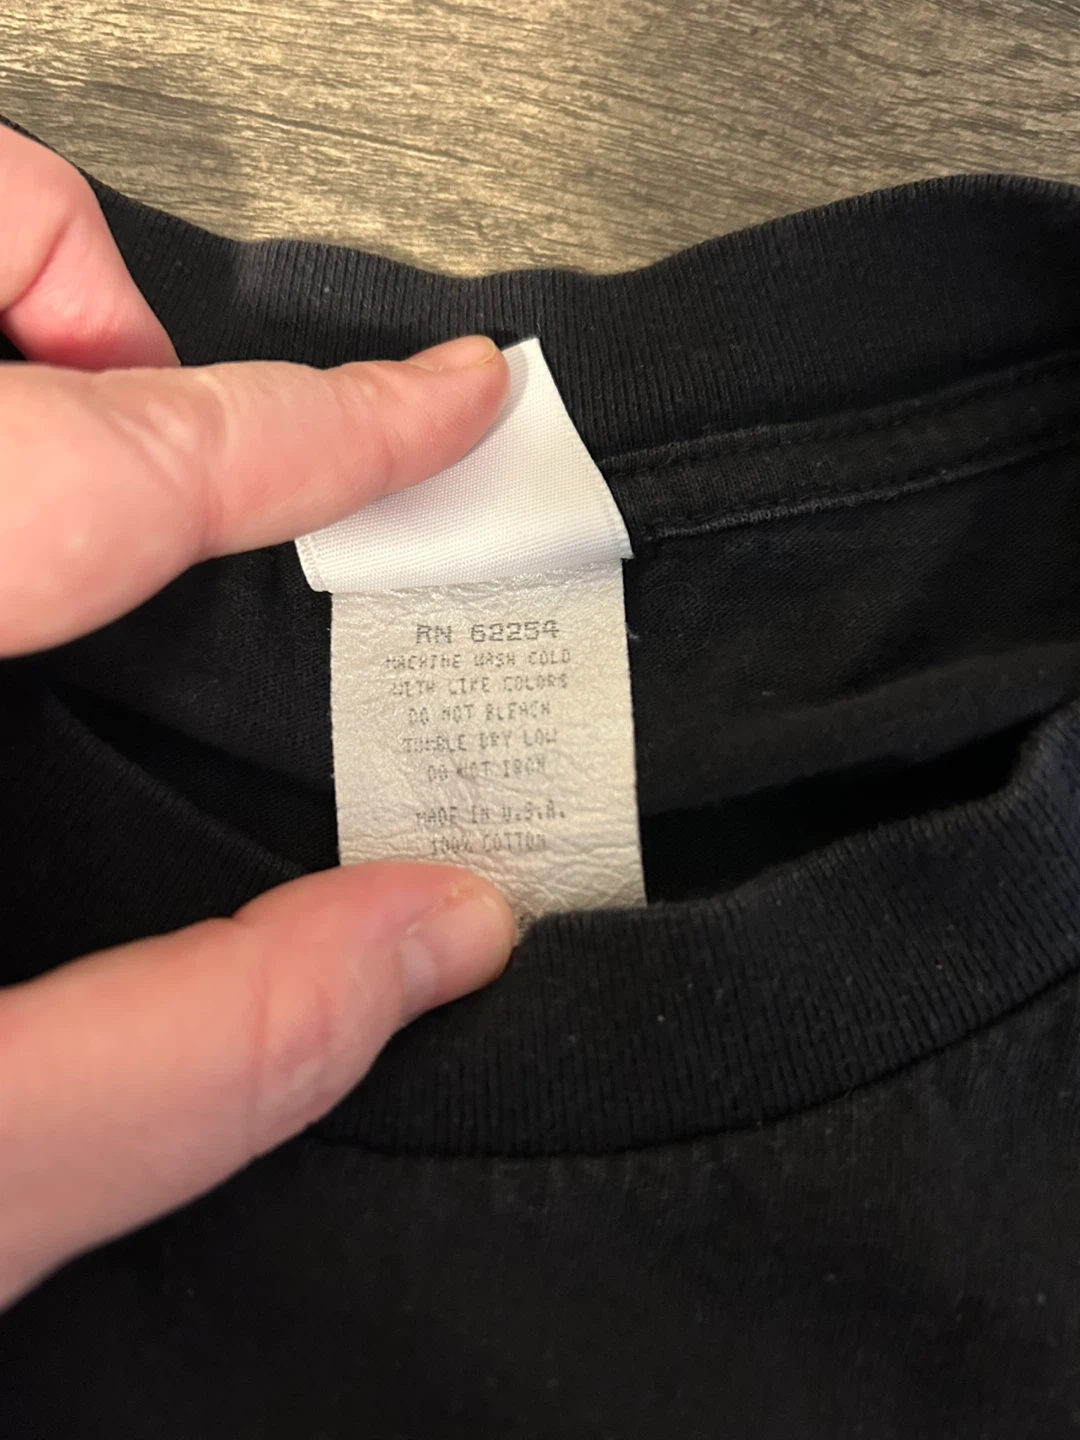 RN 62254
MACHINE WASH COLD
WITH LIKE COLORS
DO NOT BLEACH
TUMBLE DRY LOW
DO NOT IRON
MADE IN U.S.A.
100% COTTON